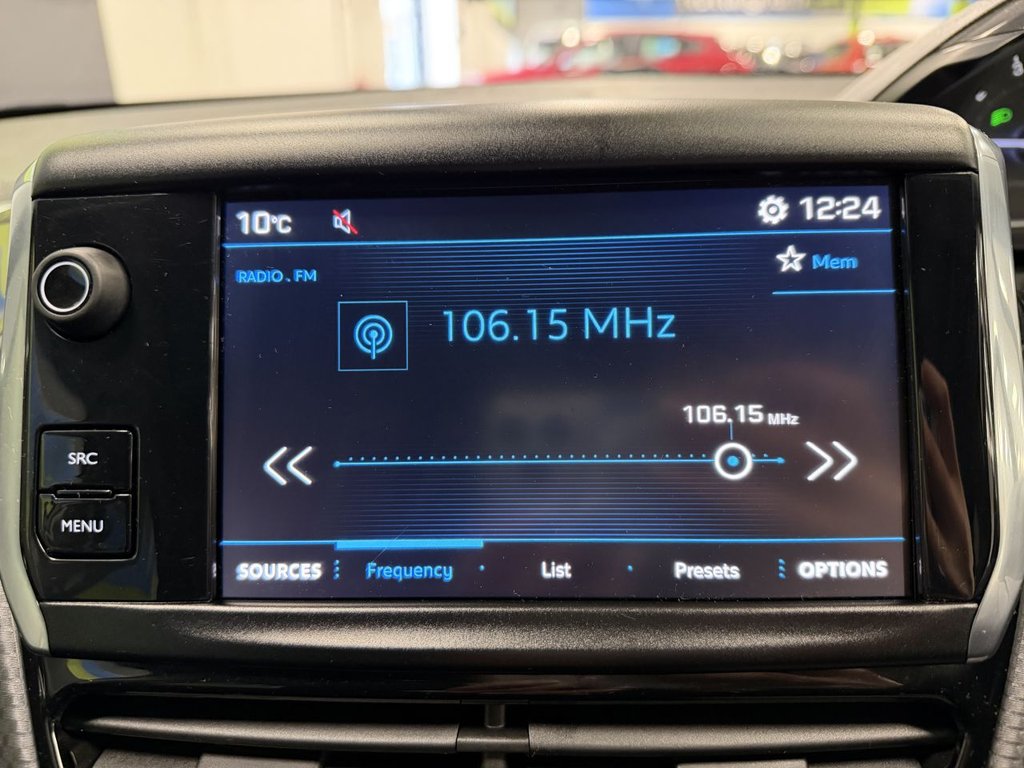 10°C 12:24
RADIO . FM
Mem
106.15 MHz
106.15 MHz
SRC
MENU
SOURCES Frequency List Presets OPTIONS